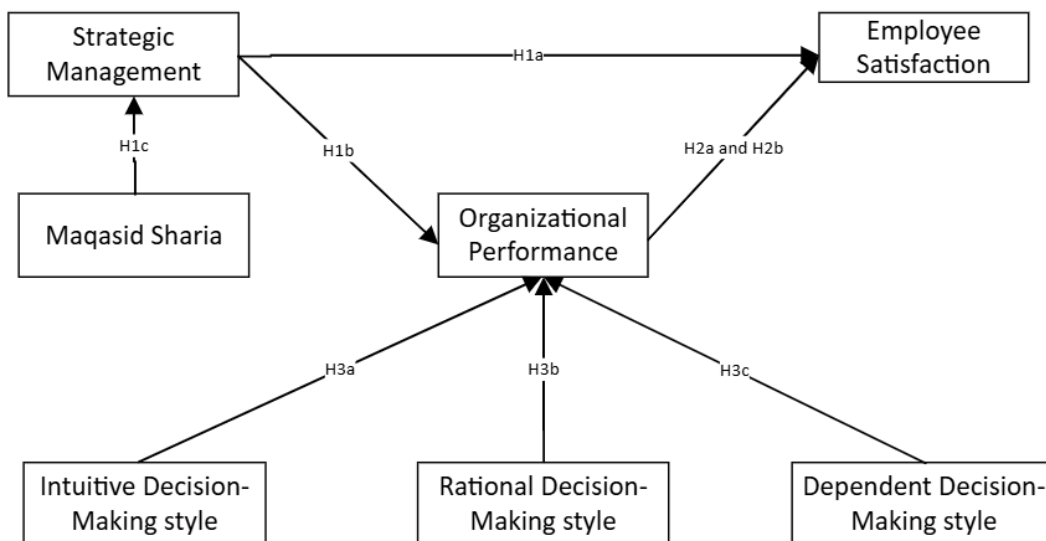 Strategic
Management
Employee
Satisfaction
H1a
H1c
H1b
H2a and H2b
Maqasid Sharia
Organizational
Performance
H3a
H3b
H3c
Intuitive Decision-
Making style
Rational Decision-
Making style
Dependent Decision-
Making style